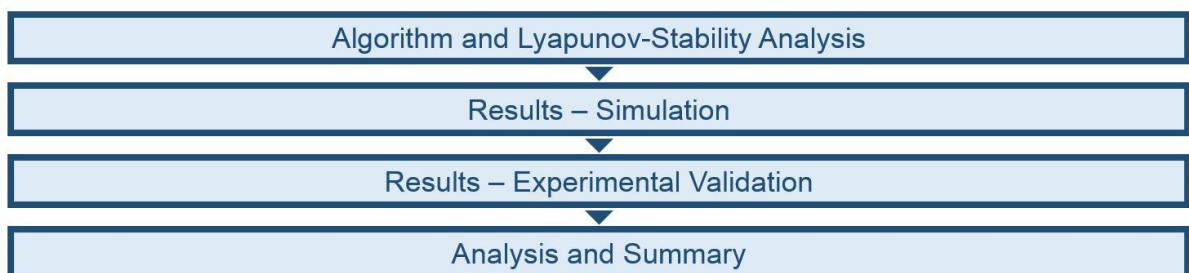 Algorithm and Lyapunov-Stability Analysis
Results – Simulation
Results – Experimental Validation
Analysis and Summary